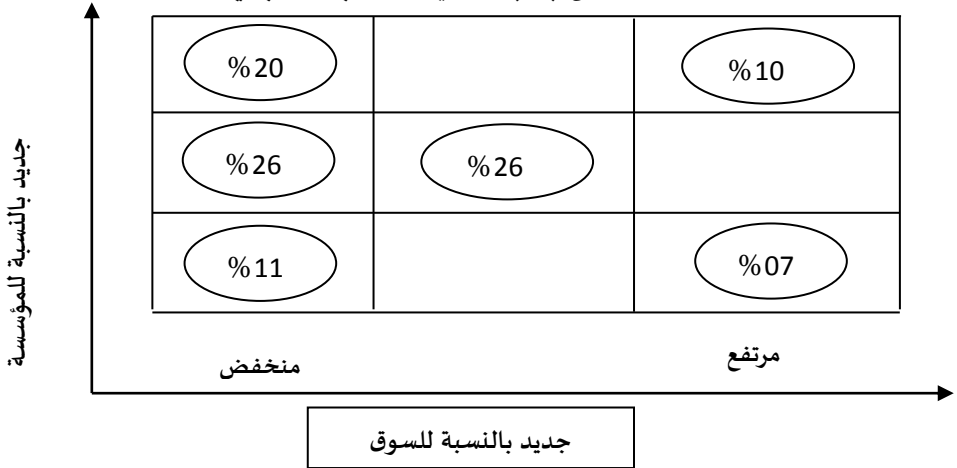 %20 %10
%26 %26
%11 %07
منخفض مرتفع
جديد بالنسبة للسوق
جديد بالنسبة للمؤسسة